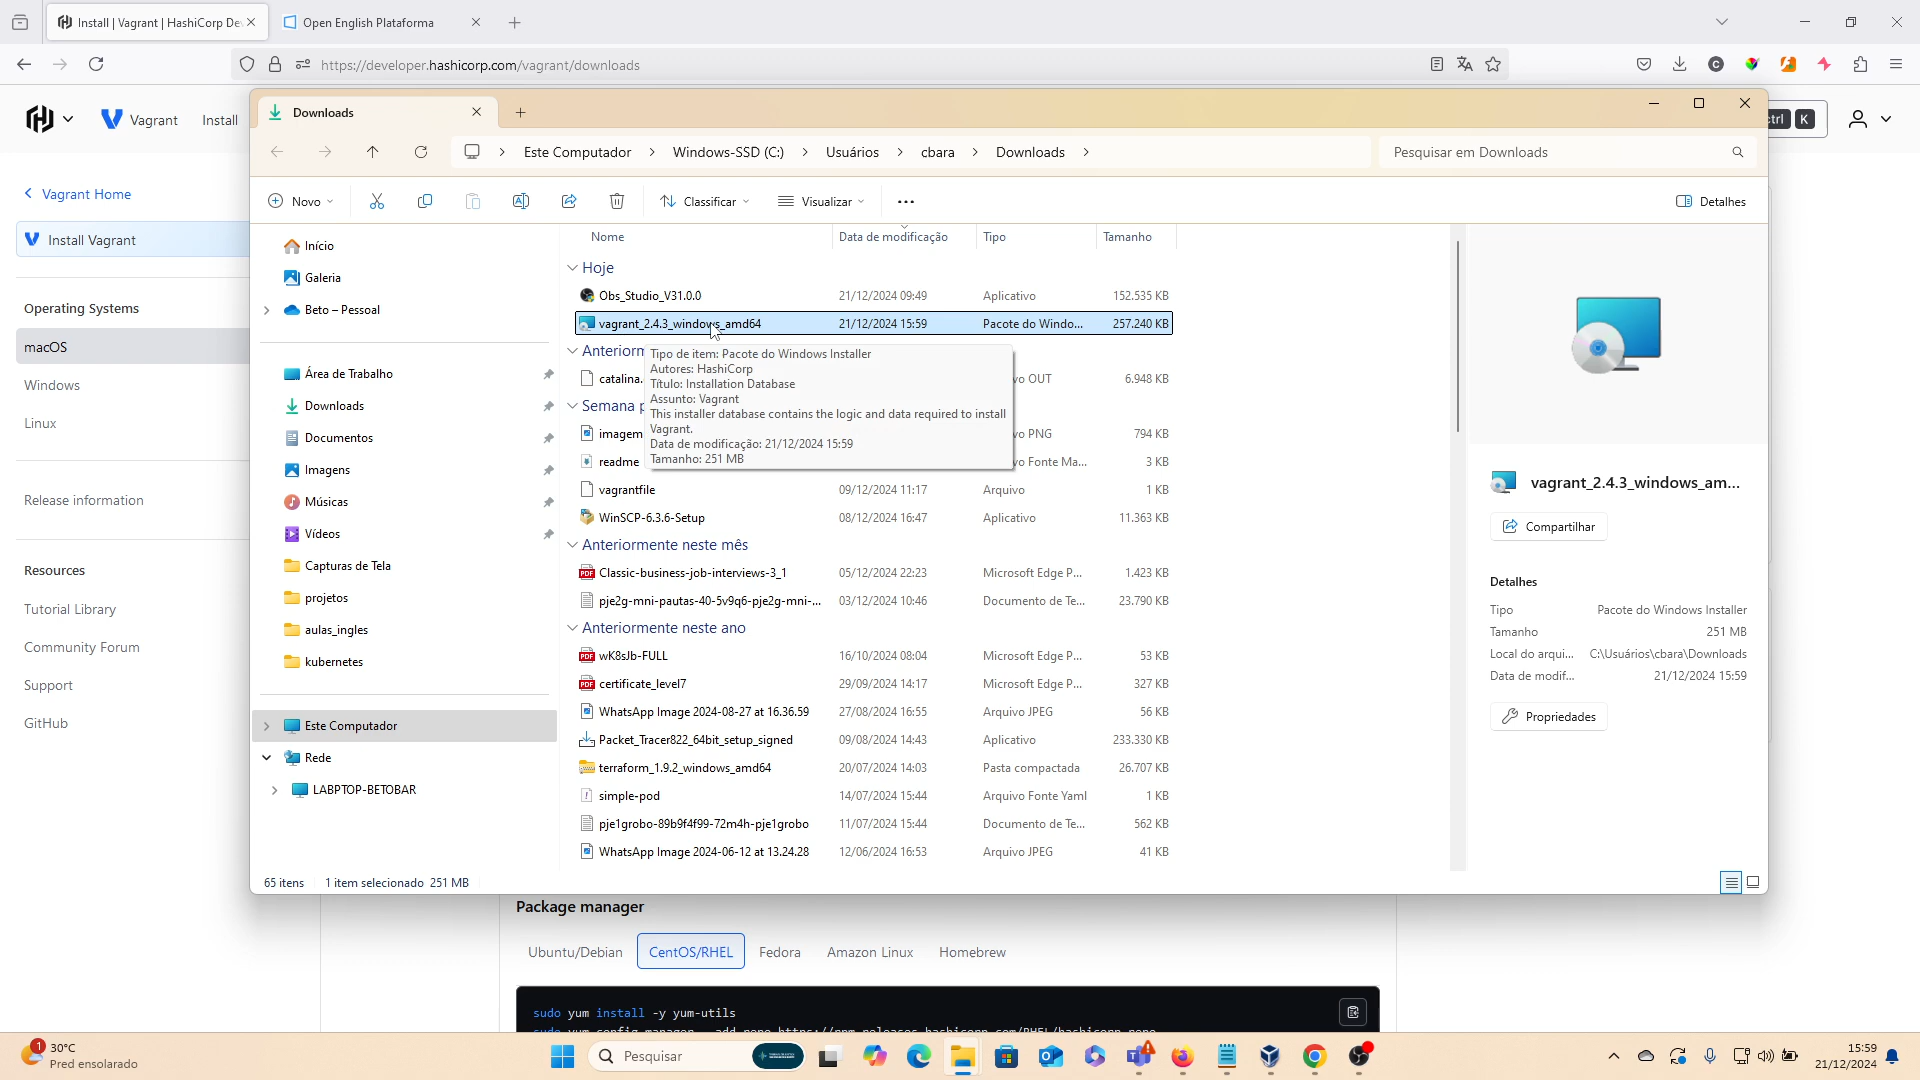 Install | Vagrant | HashiCorp De
Open English Plataforma
https://developer.hashicorp.com/vagrant/downloads
Vagrant
Install
ctrl K
Downloads
Este Computador
Windows-SSD (C:)
Usuários
cbara
Downloads
Pesquisar em Downloads
Novo
Classificar
Visualizar
Detalhes
Vagrant Home
Install Vagrant
Operating Systems
macOS
Windows
Linux
Release information
Resources
Tutorial Library
Community Forum
Support
GitHub
Início
Galeria
Beto – Pessoal
Área de Trabalho
Downloads
Documentos
Imagens
Músicas
Vídeos
Capturas de Tela
projetos
aulas_ingles
kubernetes
Este Computador
Rede
LABPTOP-BETOBAR
Nome Data de modificação Tipo Tamanho
Hoje
Obs_Studio_V31.0.0 21/12/2024 09:49 Aplicativo 152.535 KB
vagrant_2.4.3_windows_amd64 21/12/2024 15:59 Pacote do Windo... 257.240 KB
Anteriorm
catalina. vo OUT 6.948 KB
Semana p
imagem vo PNG 794 KB
readme vo Fonte Ma... 3 KB
Tipo de item: Pacote do Windows Installer
Autores: HashiCorp
Título: Installation Database
Assunto: Vagrant
This installer database contains the logic and data required to install
Vagrant.
Data de modificação: 21/12/2024 15:59
Tamanho: 251 MB
vagrantfile 09/12/2024 11:17 Arquivo 1 KB
WinSCP-6.3.6-Setup 08/12/2024 16:47 Aplicativo 11.363 KB
Anteriormente neste mês
Classic-business-job-interviews-3_1 05/12/2024 22:23 Microsoft Edge P... 1.423 KB
pje2g-mni-pautas-40-5v9q6-pje2g-mni-... 03/12/2024 10:46 Documento de Te... 23.790 KB
Anteriormente neste ano
wK8sJb-FULL 16/10/2024 08:04 Microsoft Edge P... 53 KB
certificate_level7 29/09/2024 14:17 Microsoft Edge P... 327 KB
WhatsApp Image 2024-08-27 at 16.36.59 27/08/2024 16:55 Arquivo JPEG 56 KB
Packet_Tracer822_64bit_setup_signed 09/08/2024 14:43 Aplicativo 233.330 KB
terraform_1.9.2_windows_amd64 20/07/2024 14:03 Pasta compactada 26.707 KB
simple-pod 14/07/2024 15:44 Arquivo Fonte Yaml 1 KB
pje1grobo-89b9f4f99-72m4h-pje1grobo 11/07/2024 15:44 Documento de Te... 562 KB
WhatsApp Image 2024-06-12 at 13.24.28 12/06/2024 16:53 Arquivo JPEG 41 KB
vagrant_2.4.3_windows_am...
Compartilhar
Detalhes
Tipo Pacote do Windows Installer
Tamanho 251 MB
Local do arqui... C:\Usuários\cbara\Downloads
Data de modif... 21/12/2024 15:59
Propriedades
65 itens 1 item selecionado 251 MB
Package manager
Ubuntu/Debian CentOS/RHEL Fedora Amazon Linux Homebrew
sudo yum install -y yum-utils
1
30°C
Pred ensolarado
Pesquisar
15:59
21/12/2024